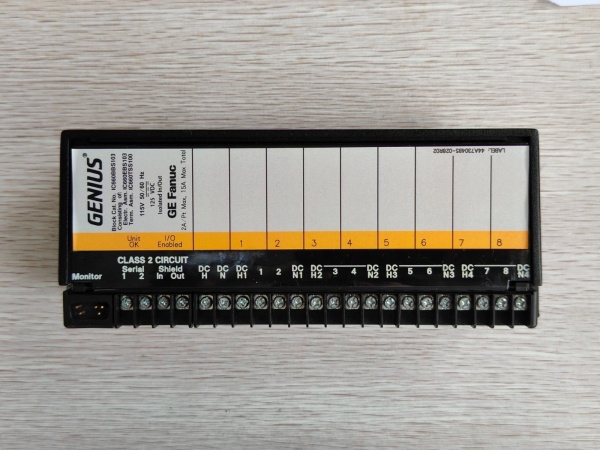 GENIUS®
Block Cat. No. IC660BBS103
Consisting of:
Electr. Asm. IC660EBS103
Term. Asm. IC660TSS100
115V 50/60 Hz
125 VDC
Isolated In/Out
GE Fanuc
2A/Pt Max, 15A Max Total
LABEL: 44A730485-028R02
Unit OK
I/O Enabled
1 2 3 4 5 6 7 8
CLASS 2 CIRCUIT
Monitor
Serial 1 2
Shield In Out
DC H
DC N
DC H1
1
2
DC N1
DC H2
3
4
DC N2
DC H3
5
6
DC N3
DC H4
7
8
DC N4